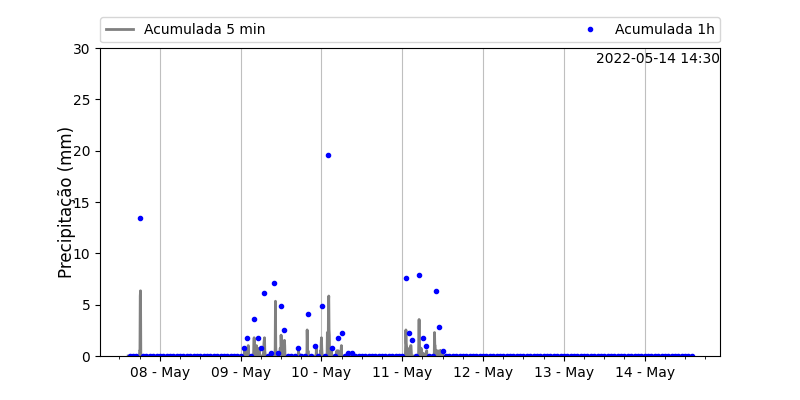 Acumulada 5 min
Acumulada 1h
2022-05-14 14:30
Precipitação (mm)
30
25
20
15
10
5
0
08 - May
09 - May
10 - May
11 - May
12 - May
13 - May
14 - May